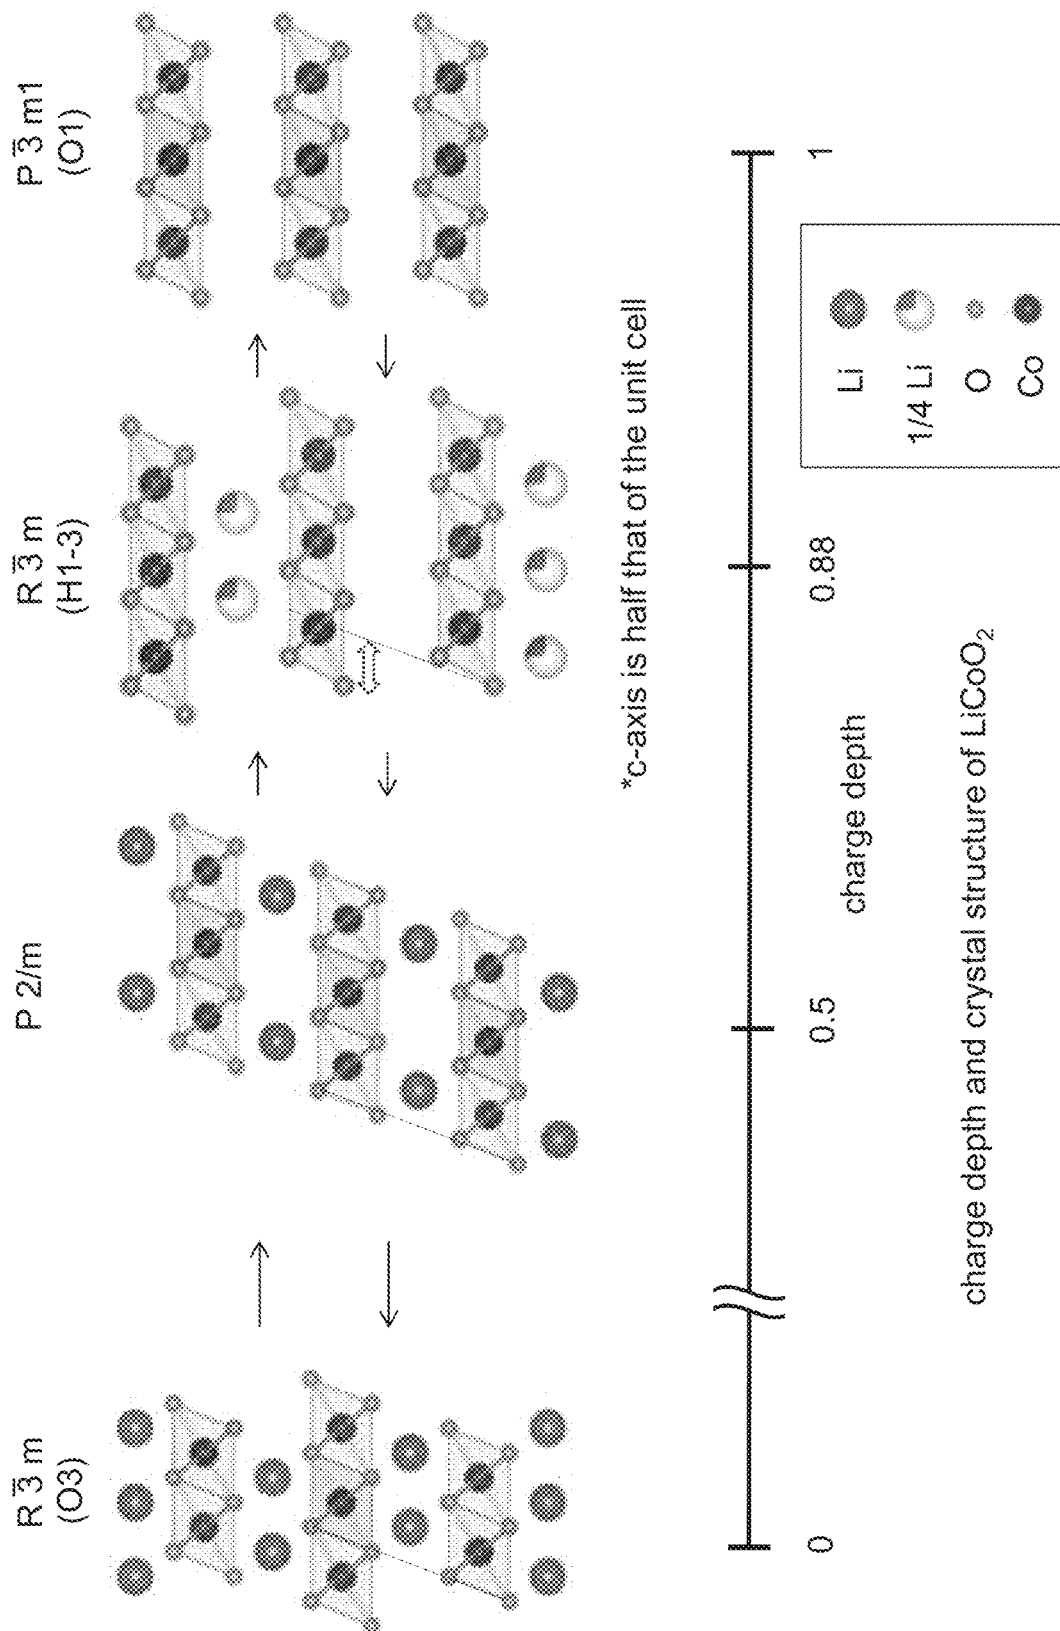 R 3̅ m
(O3)
P 2/m
R 3̅ m
(H1-3)
P 3̅ m1
(O1)
*c-axis is half that of the unit cell
0
0.5
0.88
1
charge depth
Li
1/4 Li
O
Co
charge depth and crystal structure of LiCoO₂